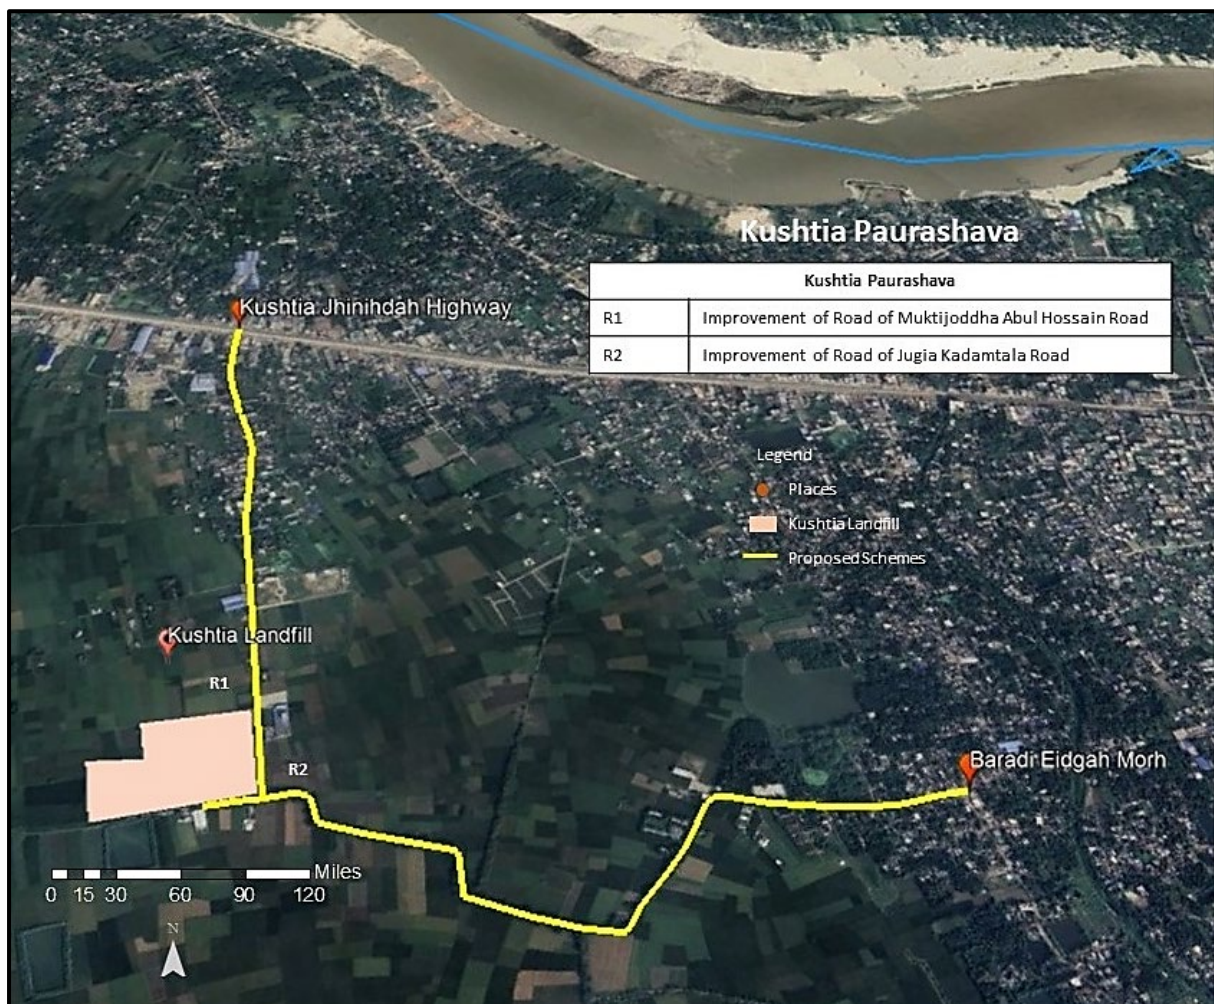 Kushtia Paurashava
Kushtia Paurashava
R1 Improvement of Road of Muktijoddha Abul Hossain Road
R2 Improvement of Road of Jugia Kadamtala Road
Kushtia Jhinihdah Highway
Legend
Places
Kushtia Landfill
Proposed Schemes
Kushtia Landfill
R1
R2
Baradi Eidgah Morh
Miles
0 15 30 60 90 120
N